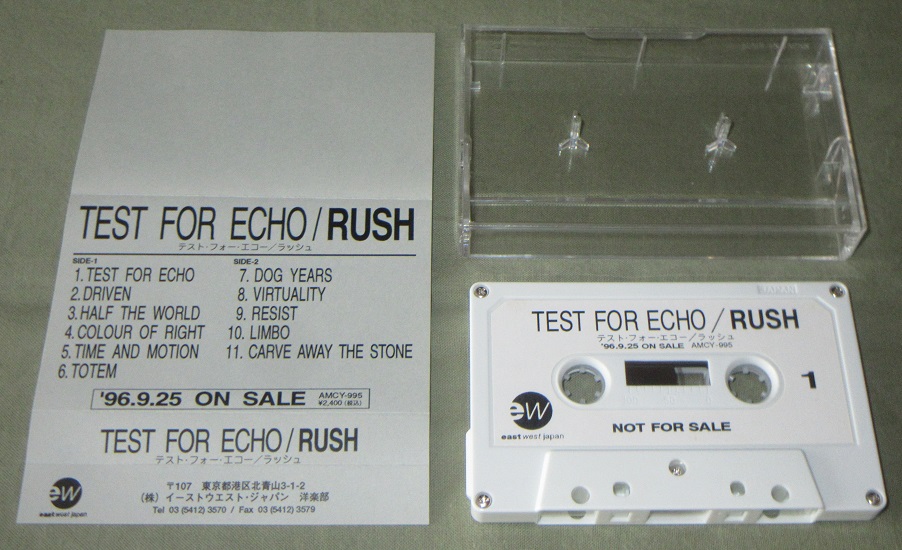 TEST FOR ECHO/RUSH
テスト・フォー・エコー／ラッシュ
SIDE-1
1.TEST FOR ECHO
2.DRIVEN
3.HALF THE WORLD
4.COLOUR OF RIGHT
5.TIME AND MOTION
6.TOTEM
SIDE-2
7. DOG YEARS
8. VIRTUALITY
9. RESIST
10. LIMBO
11. CARVE AWAY THE STONE
'96.9.25 ON SALE AMCY-995
¥2,400 (税込)
TEST FOR ECHO/RUSH
テスト・フォー・エコー／ラッシュ
ew
east west japan
〒107 東京都港区北青山3-1-2
(株) イーストウエスト・ジャパン 洋楽部
Tel 03 (5412) 3570 / Fax 03 (5412) 3579
TEST FOR ECHO/RUSH
テスト・フォー・エコー／ラッシュ
'96.9.25 ON SALE AMCY-995
1
ew
east west japan
NOT FOR SALE